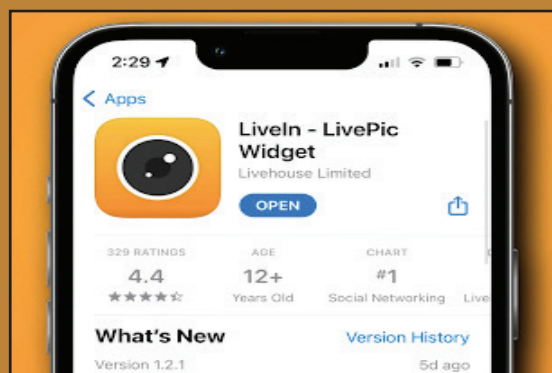 2:29
Apps
LiveIn - LivePic
Widget
Livehouse Limited
OPEN
329 RATINGS
AGE
CHART
4.4
12+
#1
Years Old
Social Networking
Live
What's New
Version History
Version 1.2.1
5d ago